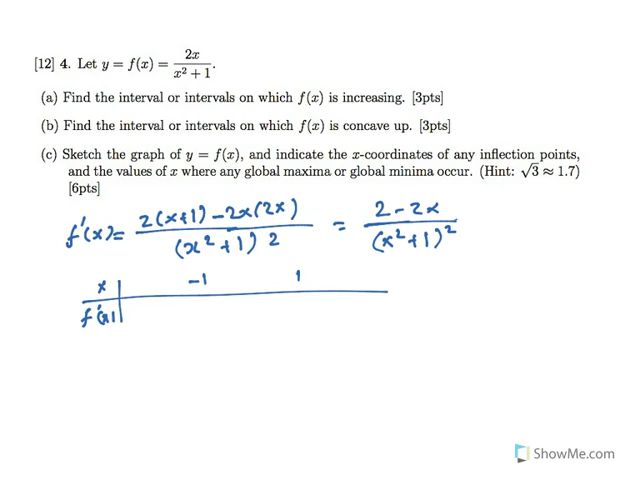 [12] 4. Let y = f(x) = 2x / (x² + 1).
(a) Find the interval or intervals on which f(x) is increasing. [3pts]
(b) Find the interval or intervals on which f(x) is concave up. [3pts]
(c) Sketch the graph of y = f(x), and indicate the x-coordinates of any inflection points,
and the values of x where any global maxima or global minima occur. (Hint: √3 ≈ 1.7)
[6pts]
f'(x) = (2(x+1) - 2x(2x)) / (x² + 1)² = (2 - 2x) / (x² + 1)²
x -1 1
f'(x)
ShowMe.com